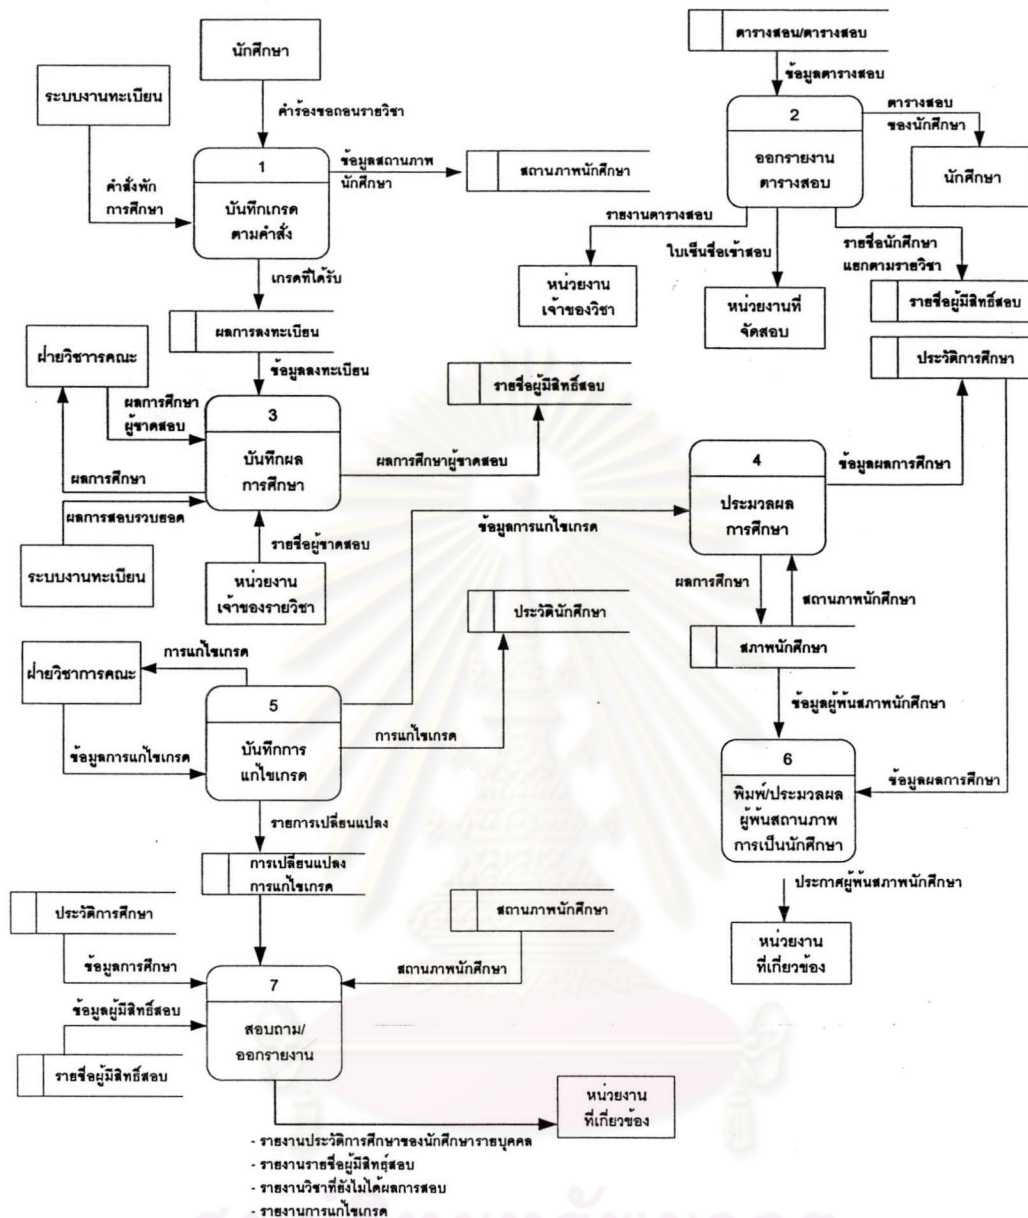 นักศึกษา
ระบบงานทะเบียน
คำร้องขอถอนรายวิชา
คำสั่งพัก
การศึกษา
1
บันทึกเกรด
ตามคำสั่ง
ข้อมูลสถานภาพ
นักศึกษา
สถานภาพนักศึกษา
เกรดที่ได้รับ
ผลการลงทะเบียน
ข้อมูลลงทะเบียน
ตารางสอน/ตารางสอบ
ข้อมูลตารางสอบ
2
ออกรายงาน
ตารางสอบ
ตารางสอบ
ของนักศึกษา
นักศึกษา
รายงานตารางสอบ
หน่วยงาน
เจ้าของวิชา
ใบเซ็นชื่อเข้าสอบ
หน่วยงานที่
จัดสอบ
รายชื่อนักศึกษา
แยกตามรายวิชา
รายชื่อผู้มีสิทธิ์สอบ
ประวัติการศึกษา
ฝ่ายวิชาารคณะ
ผลการศึกษา
ผู้ขาดสอบ
3
บันทึกผล
การศึกษา
ผลการศึกษา
ผลการสอบรวบยอด
ระบบงานทะเบียน
รายชื่อผู้ขาดสอบ
หน่วยงาน
เจ้าของรายวิชา
ผลการศึกษาผู้ขาดสอบ
รายชื่อผู้มีสิทธิ์สอบ
4
ประมวลผล
การศึกษา
ข้อมูลผลการศึกษา
ข้อมูลการแก้ไขเกรด
ผลการศึกษา
สถานภาพนักศึกษา
สภาพนักศึกษา
ประวัตินักศึกษา
การแก้ไขเกรด
ฝ่ายวิชาการคณะ
5
บันทึกการ
แก้ไขเกรด
ข้อมูลการแก้ไขเกรด
การแก้ไขเกรด
รายการเปลี่ยนแปลง
การเปลี่ยนแปลง
การแก้ไขเกรด
ข้อมูลผู้พ้นสภาพนักศึกษา
6
พิมพ์/ประมวลผล
ผู้พ้นสถานภาพ
การเป็นนักศึกษา
ข้อมูลผลการศึกษา
ประกาศผู้พ้นสภาพนักศึกษา
หน่วยงาน
ที่เกี่ยวข้อง
ประวัติการศึกษา
ข้อมูลการศึกษา
สถานภาพนักศึกษา
สถานภาพนักศึกษา
7
สอบถาม/
ออกรายงาน
ข้อมูลผู้มีสิทธิ์สอบ
รายชื่อผู้มีสิทธิ์สอบ
หน่วยงาน
ที่เกี่ยวข้อง
- รายงานประวัติการศึกษาของนักศึกษารายบุคคล
- รายงานรายชื่อผู้มีสิทธิ์สอบ
- รายงานวิชาที่ยังไม่ได้ผลการสอบ
- รายงานการแก้ไขเกรด